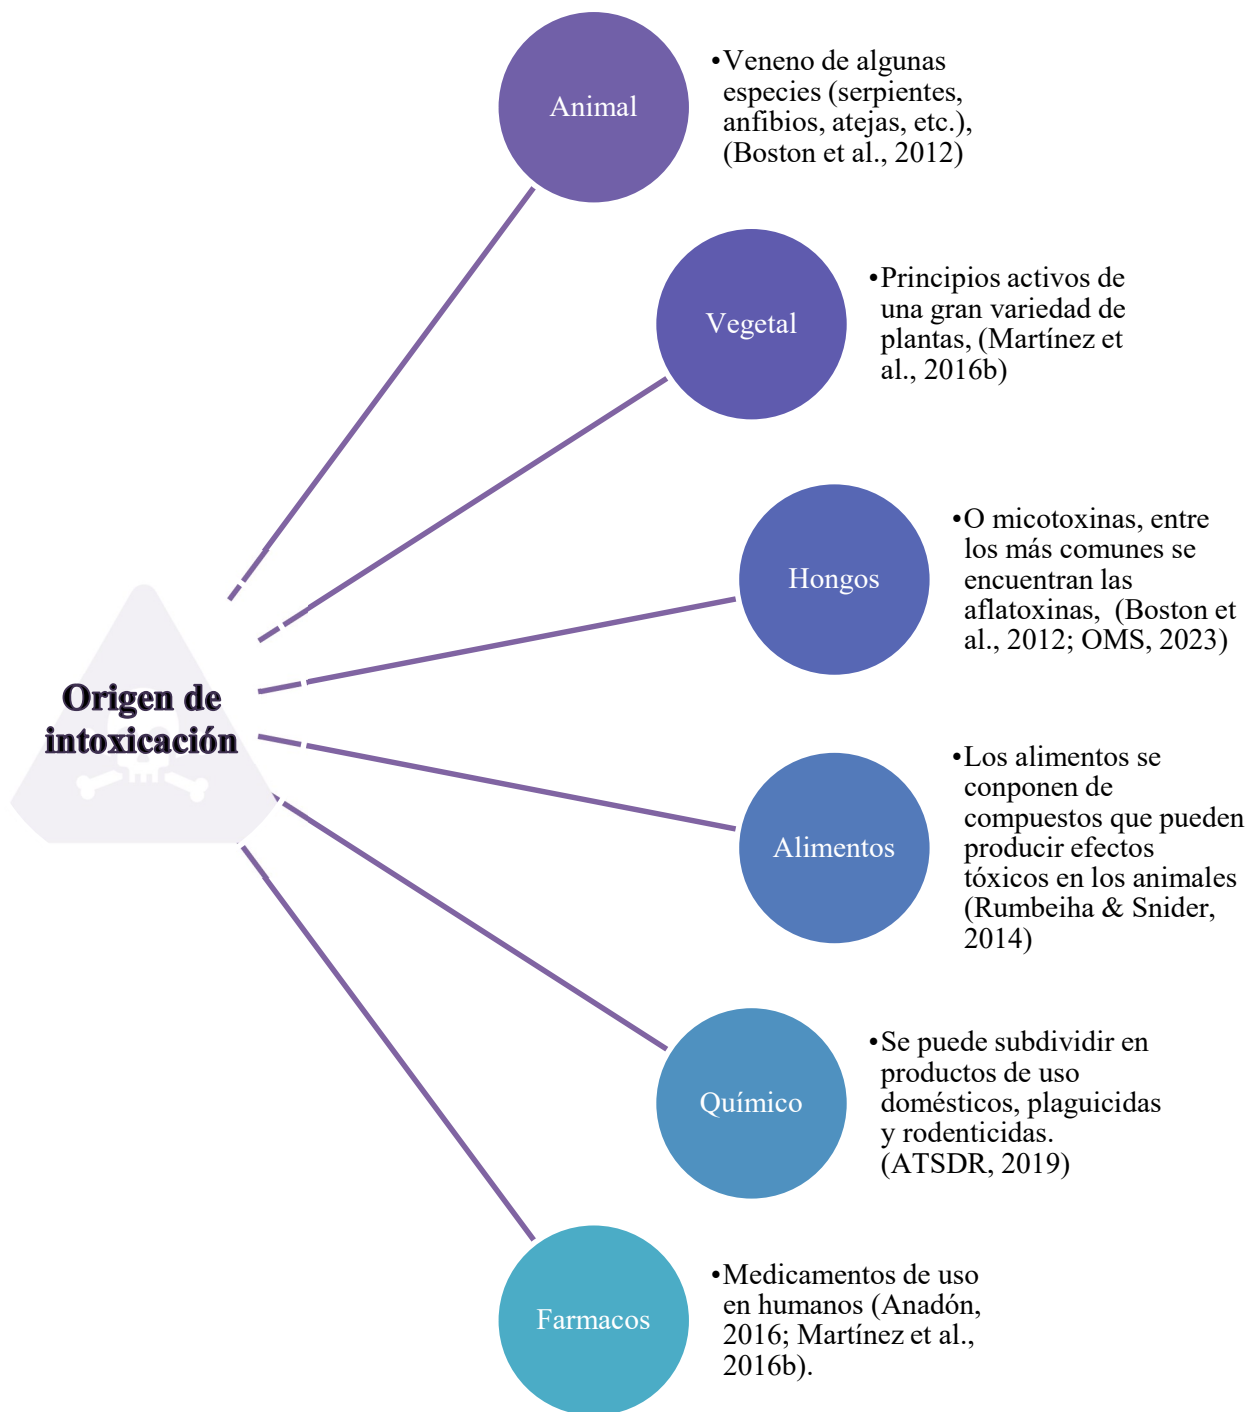 Origen de
intoxicación
Animal
•Veneno de algunas
especies (serpientes,
anfibios, atejas, etc.),
(Boston et al., 2012)
Vegetal
•Principios activos de
una gran variedad de
plantas, (Martínez et
al., 2016b)
Hongos
•O micotoxinas, entre
los más comunes se
encuentran las
aflatoxinas, (Boston et
al., 2012; OMS, 2023)
Alimentos
•Los alimentos se
conponen de
compuestos que pueden
producir efectos
tóxicos en los animales
(Rumbeiha & Snider,
2014)
Químico
•Se puede subdividir en
productos de uso
domésticos, plaguicidas
y rodenticidas.
(ATSDR, 2019)
Farmacos
•Medicamentos de uso
en humanos (Anadón,
2016; Martínez et al.,
2016b).